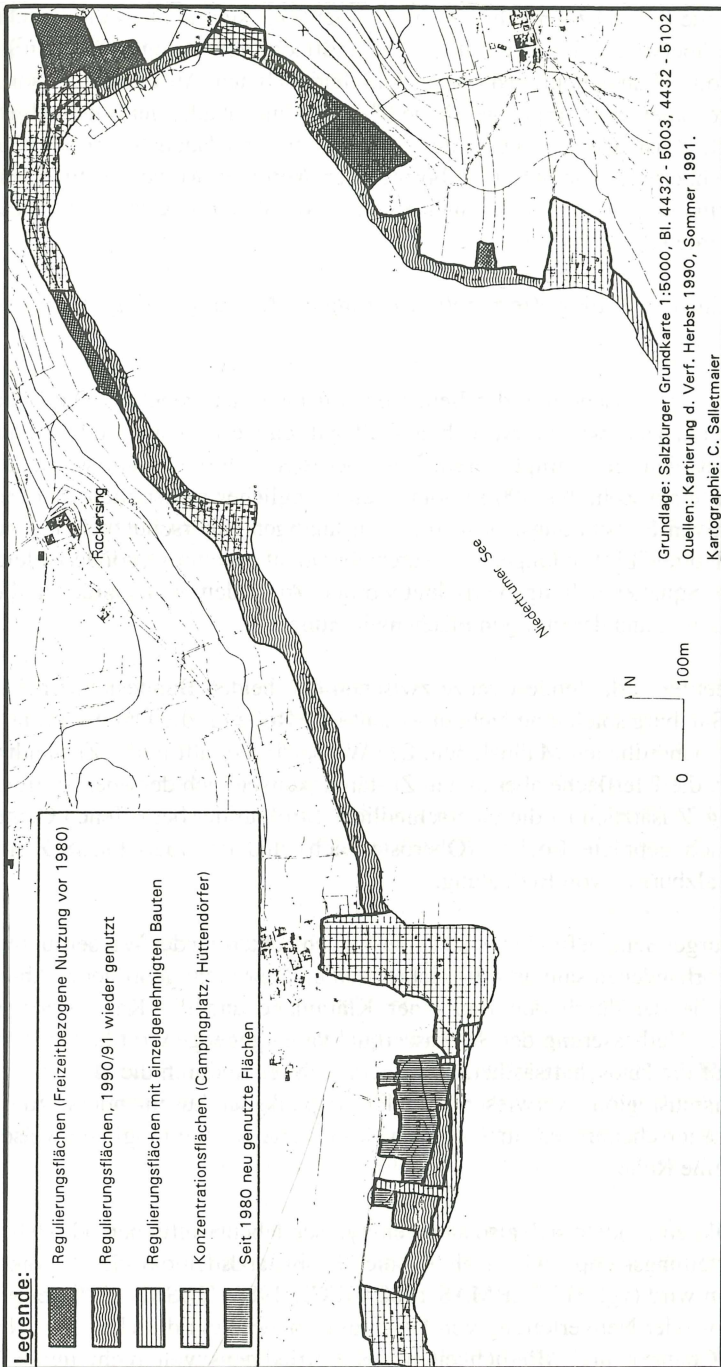 Legende:
Regulierungsflächen (Freizeitbezogene Nutzung vor 1980)
Regulierungsflächen, 1990/91 wieder genutzt
Regulierungsflächen mit einzelgenehmigten Bauten
Konzentrationsflächen (Campingplatz, Hüttendörfer)
Seit 1980 neu genutzte Flächen
Rackersing
Niedertrumer See
N
0 100m
Grundlage: Salzburger Grundkarte 1:5000, Bl. 4432 - 5003, 4432 - 5102
Quellen: Kartierung d. Verf. Herbst 1990, Sommer 1991.
Kartographie: C. Salletmaier